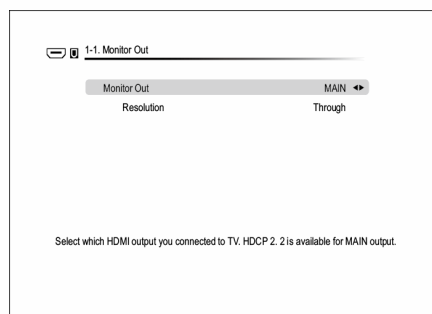 1-1. Monitor Out
Monitor Out MAIN
Resolution Through
Select which HDMI output you connected to TV. HDCP 2. 2 is available for MAIN output.